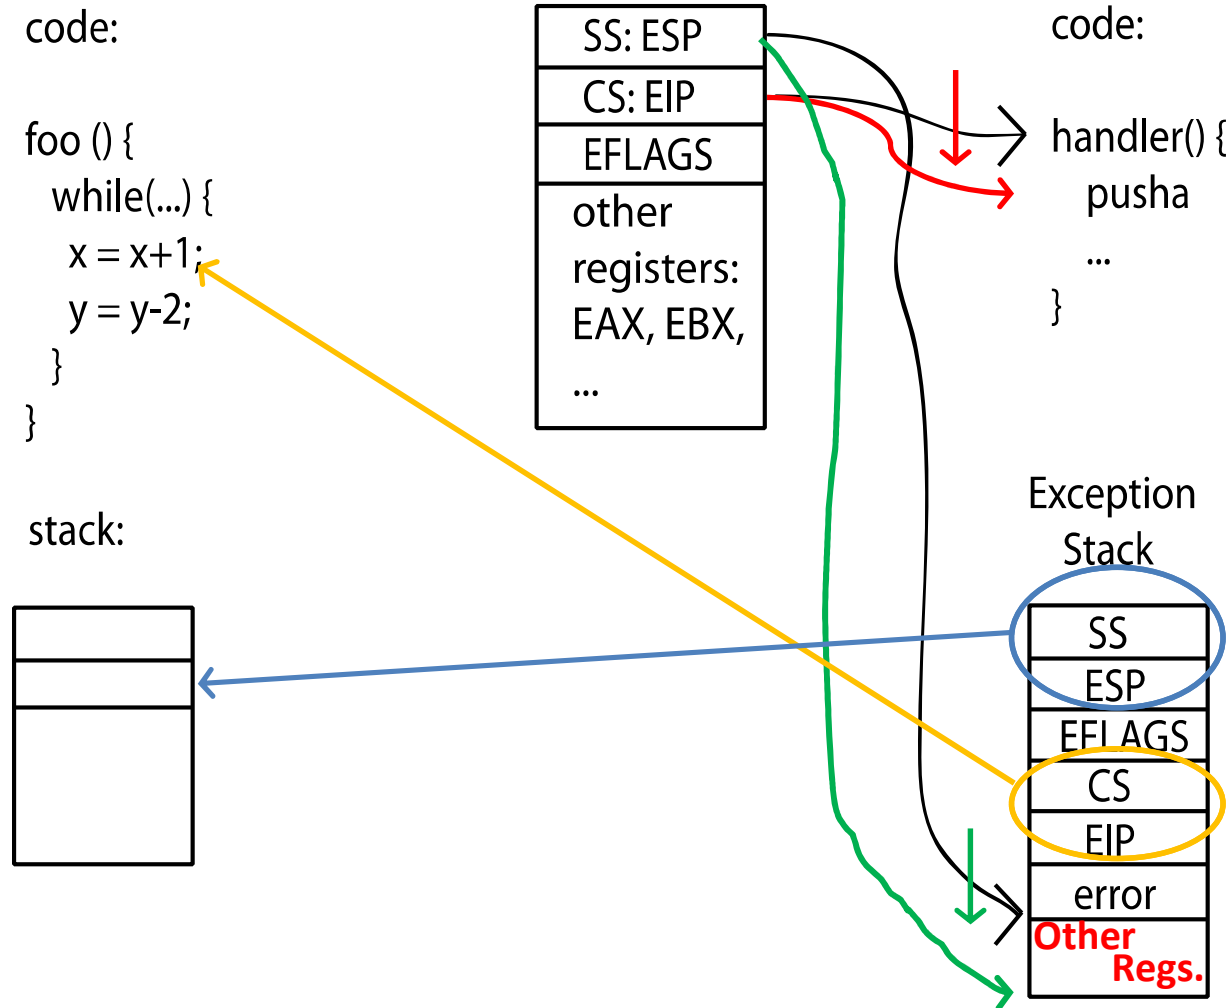 code:
foo () {
while(...) {
x = x+1;
y = y-2;
}
}
stack:
SS: ESP
CS: EIP
EFLAGS
other
registers:
EAX, EBX,
...
code:
handler() {
pusha
...
}
Exception
Stack
SS
ESP
EFLAGS
CS
EIP
error
Other
Regs.